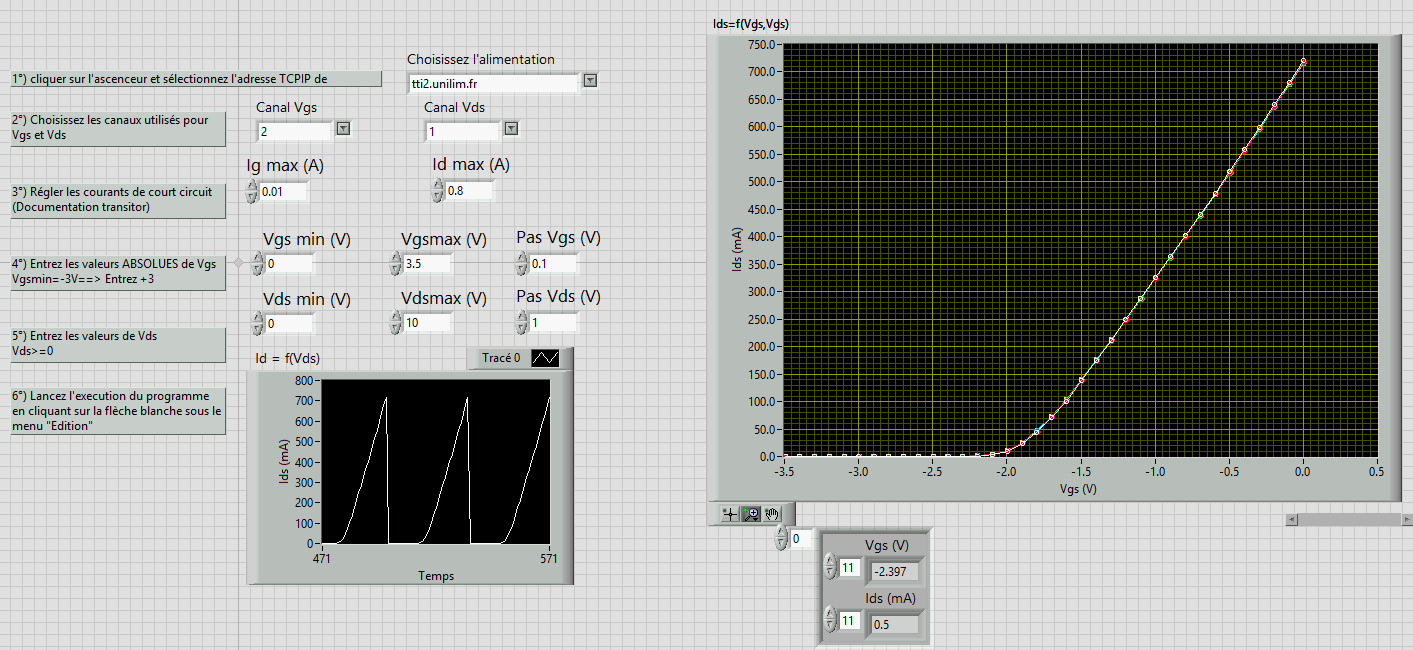 1°) cliquer sur l'ascenceur et sélectionnez l'adresse TCPIP de
Choisissez l'alimentation
tti2.unilim.fr
2°) Choisissez les canaux utilisés pour
Vgs et Vds
Canal Vgs
2
Canal Vds
1
3°) Régler les courants de court circuit
(Documentation transitor)
Ig max (A)
0.01
Id max (A)
0.8
4°) Entrez les valeurs ABSOLUES de Vgs
Vgsmin=-3V==> Entrez +3
Vgs min (V)
0
Vgsmax (V)
3.5
Pas Vgs (V)
0.1
Vds min (V)
0
Vdsmax (V)
10
Pas Vds (V)
1
5°) Entrez les valeurs de Vds
Vds>=0
6°) Lancez l'execution du programme
en cliquant sur la flèche blanche sous le
menu "Edition"
Id = f(Vds)
Tracé 0
Ids (mA)
800
700
600
500
400
300
200
100
0
471
571
Temps
Ids=f(Vgs,Vgs)
Ids (mA)
750.0
700.0
650.0
600.0
550.0
500.0
450.0
400.0
350.0
300.0
250.0
200.0
150.0
100.0
50.0
0.0
-3.5
-3.0
-2.5
-2.0
-1.5
-1.0
-0.5
0.0
0.5
Vgs (V)
0
Vgs (V)
11
-2.397
Ids (mA)
11
0.5